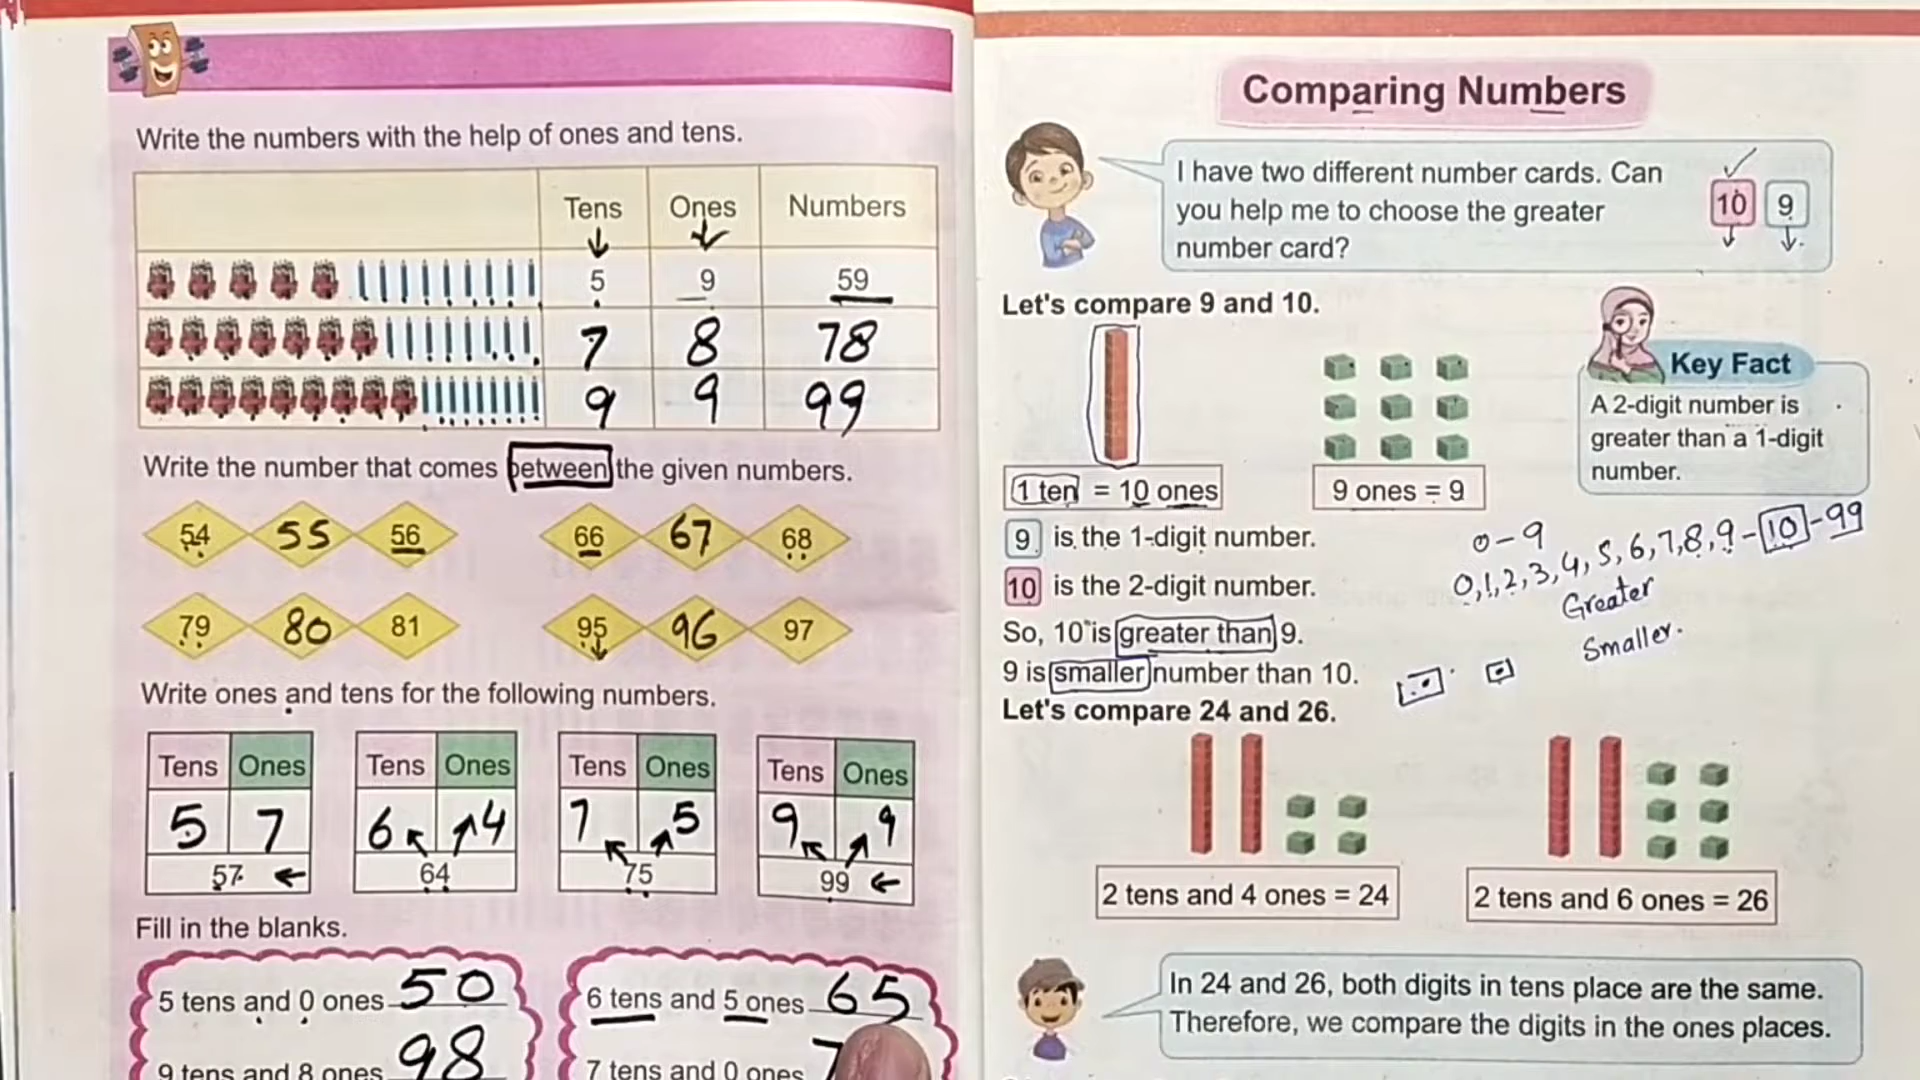 Write the numbers with the help of ones and tens.
Tens Ones Numbers
5 9 59
7 8 78
9 9 99
Write the number that comes between the given numbers.
54 55 56 66 67 68
79 80 81 95 96 97
Write ones and tens for the following numbers.
Tens Ones Tens Ones Tens Ones Tens Ones
5 7 6 4 7 5 9 9
57 64 75 99
Fill in the blanks.
5 tens and 0 ones 50 6 tens and 5 ones 65
9 tens and 8 ones 98 7 tens and 0 ones
Comparing Numbers
I have two different number cards. Can
you help me to choose the greater
number card?
10 9
Let's compare 9 and 10.
1 ten = 10 ones 9 ones = 9
Key Fact
A 2-digit number is
greater than a 1-digit
number.
9 is the 1-digit number.
10 is the 2-digit number.
So, 10 is greater than 9.
9 is smaller number than 10.
0-9
0,1,2,3,4,5,6,7,8,9-10-99
Greater
Smaller.
Let's compare 24 and 26.
2 tens and 4 ones = 24 2 tens and 6 ones = 26
In 24 and 26, both digits in tens place are the same.
Therefore, we compare the digits in the ones places.